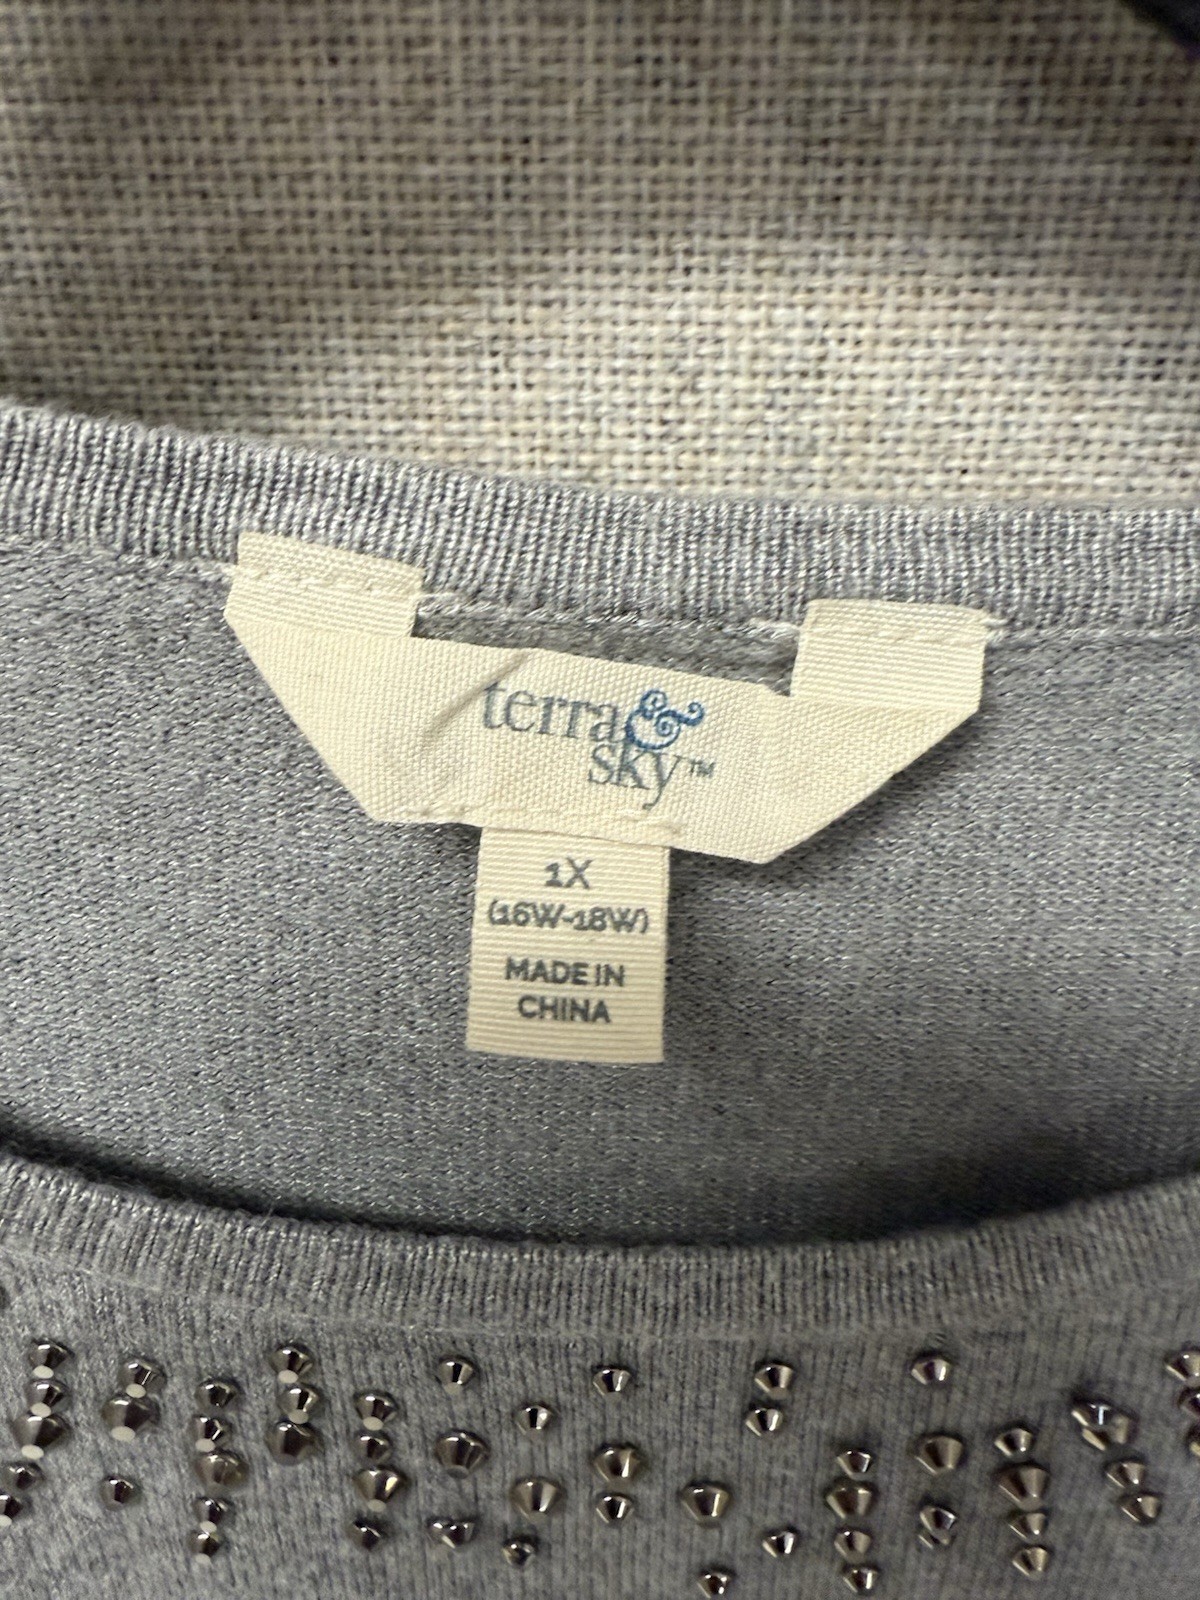 terra &
sky™
1X
(16W-18W)
MADE IN
CHINA